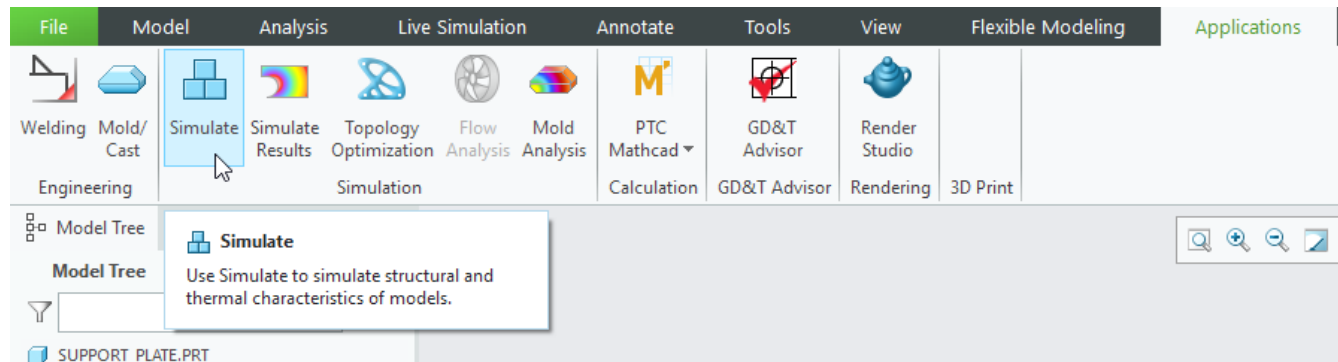 File Model Analysis Live Simulation Annotate Tools View Flexible Modeling Applications
Welding Mold/ Simulate Simulate Topology Flow Mold PTC GD&T Render
Cast Results Optimization Analysis Analysis Mathcad Advisor Studio
Engineering Simulation Calculation GD&T Advisor Rendering 3D Print
Model Tree
Simulate
Model Tree
Use Simulate to simulate structural and
thermal characteristics of models.
SUPPORT_PLATE.PRT